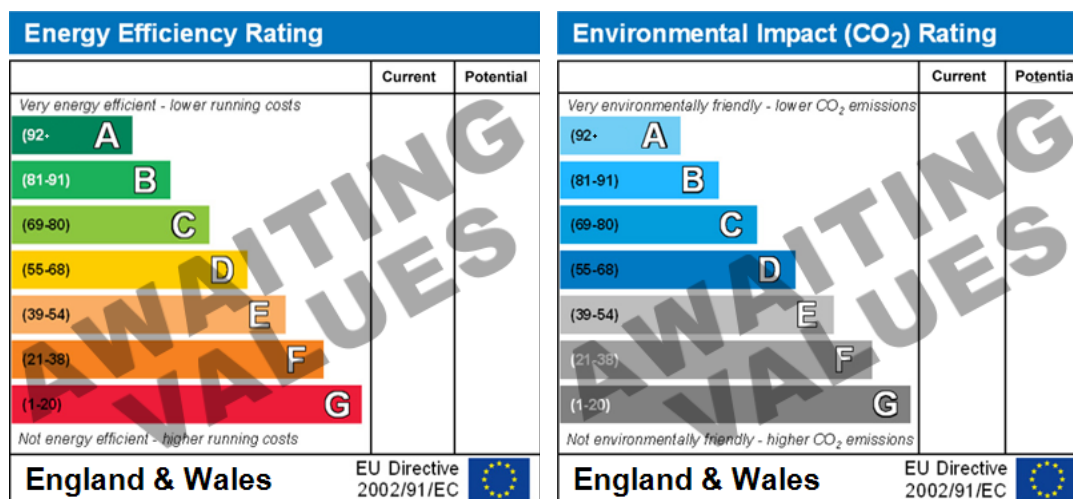 Energy Efficiency Rating
Current Potential
Very energy efficient - lower running costs
(92+ A
(81-91) B
(69-80) C
(55-68) D
(39-54) E
(21-38) F
(1-20) G
Not energy efficient - higher running costs
AWAITING
VALUES
England & Wales
EU Directive
2002/91/EC
Environmental Impact (CO₂) Rating
Current Potentia
Very environmentally friendly - lower CO₂ emissions
(92+ A
(81-91) B
(69-80) C
(55-68) D
(39-54) E
(21-38) F
(1-20) G
Not environmentally friendly - higher CO₂ emissions
AWAITING
VALUES
England & Wales
EU Directive
2002/91/EC